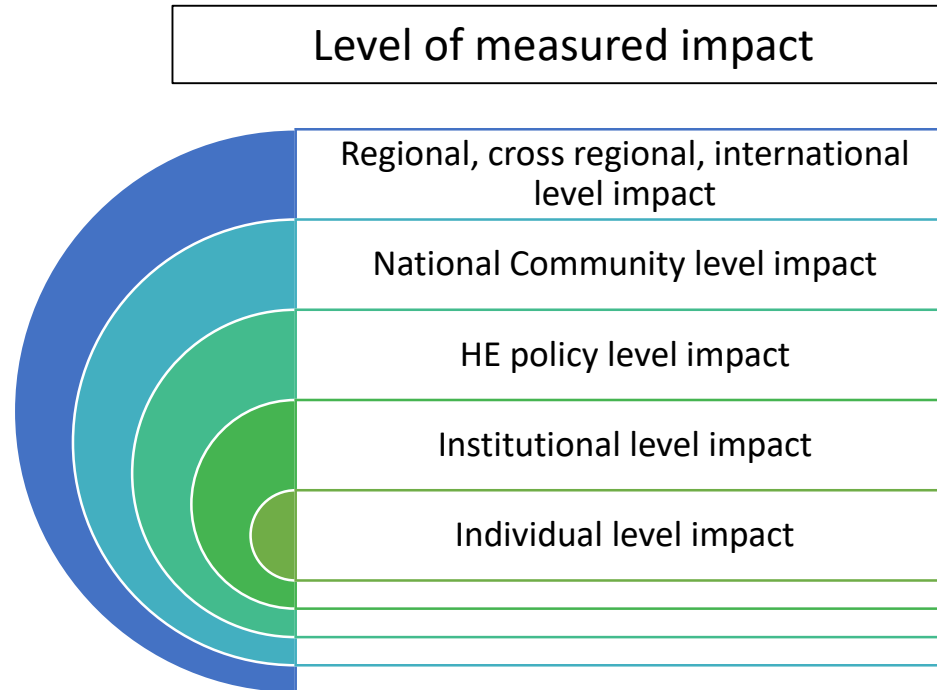 Level of measured impact
Regional, cross regional, international
level impact
National Community level impact
HE policy level impact
Institutional level impact
Individual level impact